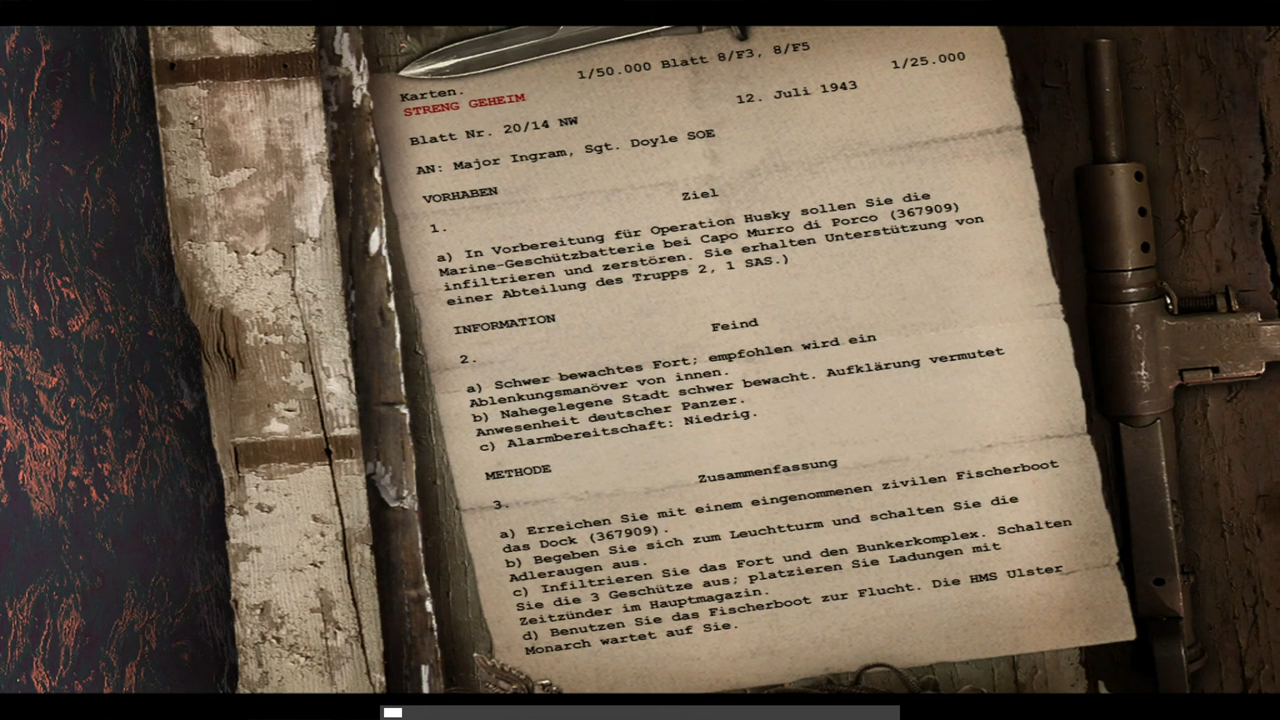 1/50.000 Blatt 8/F3, 8/F5
Karten.
1/25.000
STRENG GEHEIM
12. Juli 1943
Blatt Nr. 20/14 NW
AN: Major Ingram, Sgt. Doyle SOE
VORHABEN
Ziel
1.
a) In Vorbereitung für Operation Husky sollen Sie die
Marine-Geschützbatterie bei Capo Murro di Porco (367909)
infiltrieren und zerstören. Sie erhalten Unterstützung von
einer Abteilung des Trupps 2, 1 SAS.)
INFORMATION
Feind
2.
a) Schwer bewachtes Fort; empfohlen wird ein
Ablenkungsmanöver von innen.
b) Nahegelegene Stadt schwer bewacht. Aufklärung vermutet
Anwesenheit deutscher Panzer.
c) Alarmbereitschaft: Niedrig.
METHODE
Zusammenfassung
3.
a) Erreichen Sie mit einem eingenommenen zivilen Fischerboot
das Dock (367909).
b) Begeben Sie sich zum Leuchtturm und schalten Sie die
Adleraugen aus.
c) Infiltrieren Sie das Fort und den Bunkerkomplex. Schalten
Sie die 3 Geschütze aus; platzieren Sie Ladungen mit
Zeitzünder im Hauptmagazin.
d) Benutzen Sie das Fischerboot zur Flucht. Die HMS Ulster
Monarch wartet auf Sie.